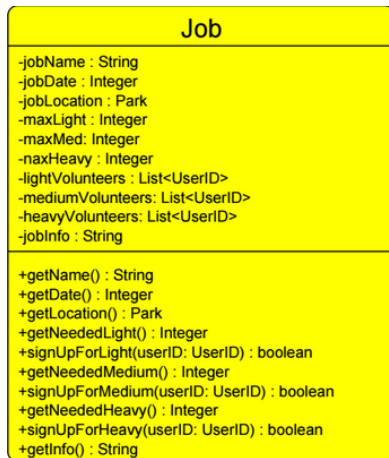 Job
-jobName : String
-jobDate : Integer
-jobLocation : Park
-maxLight : Integer
-maxMed: Integer
-naxHeavy : Integer
-lightVolunteers : List<UserID>
-mediumVolunteers: List<UserID>
-heavyVolunteers: List<UserID>
-jobInfo : String
+getName() : String
+getDate() : Integer
+getLocation() : Park
+getNeededLight() : Integer
+signUpForLight(userID: UserID) : boolean
+getNeededMedium() : Integer
+signUpForMedium(userID: UserID) : boolean
+getNeededHeavy() : Integer
+signUpForHeavy(userID: UserID) : boolean
+getInfo() : String